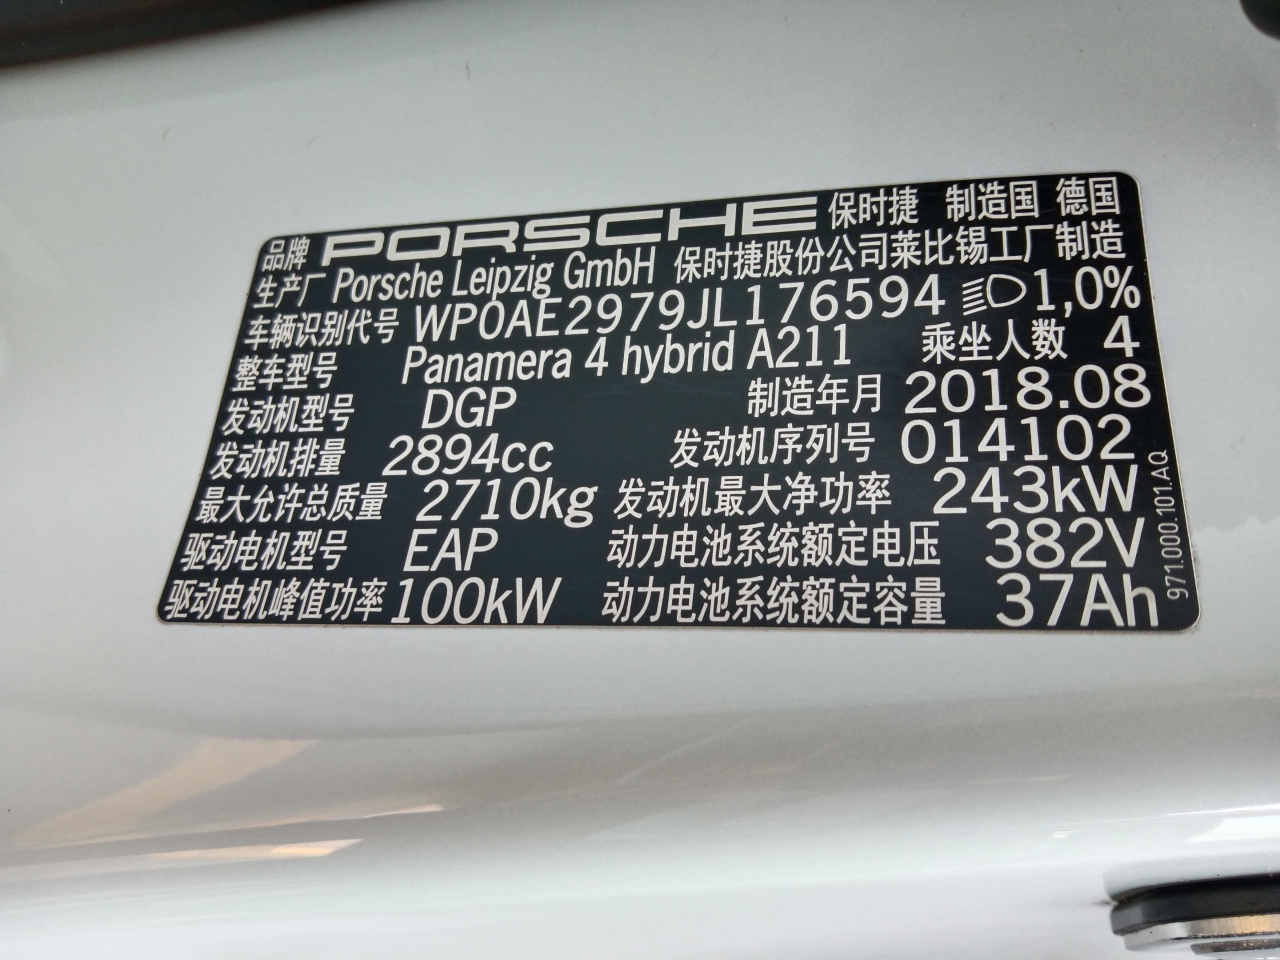 品牌 PORSCHE 保时捷 制造国 德国
生产厂 Porsche Leipzig GmbH 保时捷股份公司莱比锡工厂制造
车辆识别代号 WP0AE2979JL176594 1,0%
整车型号 Panamera 4 hybrid A211 乘坐人数 4
发动机型号 DGP 制造年月 2018.08
发动机排量 2894cc 发动机序列号 014102
最大允许总质量 2710kg 发动机最大净功率 243kW
驱动电机型号 EAP 动力电池系统额定电压 382V
驱动电机峰值功率 100kW 动力电池系统额定容量 37Ah
971.000.101.AQ